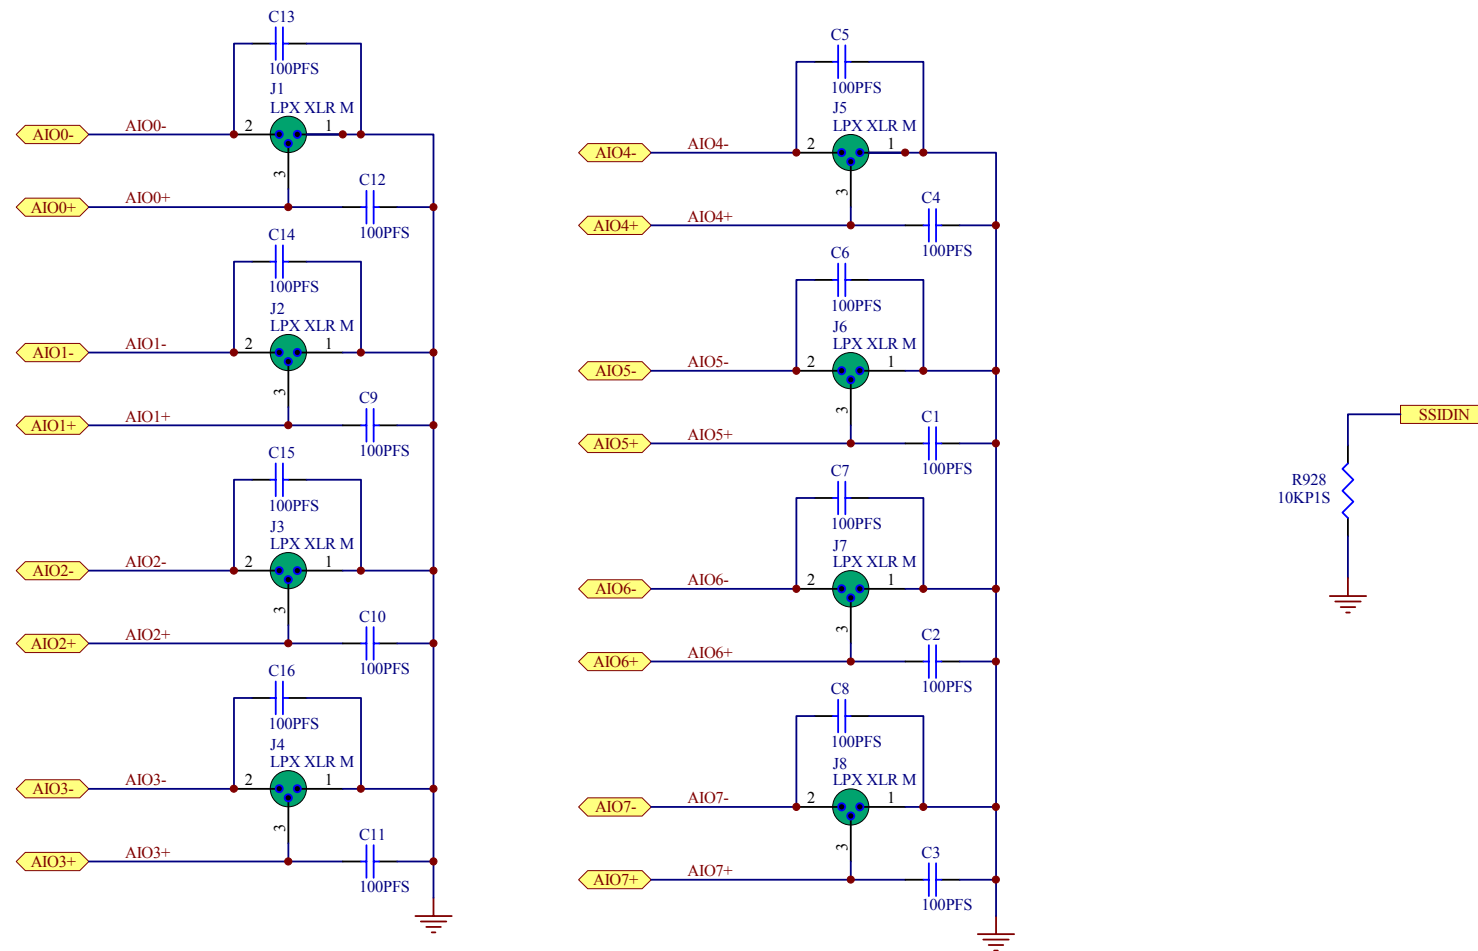 C13
100PFS
J1
LPX XLR M
AIO0-
AIO0-
2
1
3
C12
AIO0+
AIO0+
100PFS
C14
100PFS
J2
LPX XLR M
AIO1-
AIO1-
2
1
3
C9
AIO1+
AIO1+
100PFS
C15
100PFS
J3
LPX XLR M
AIO2-
AIO2-
2
1
3
C10
AIO2+
AIO2+
100PFS
C16
100PFS
J4
LPX XLR M
AIO3-
AIO3-
2
1
3
C11
AIO3+
AIO3+
100PFS
C5
100PFS
J5
LPX XLR M
AIO4-
AIO4-
2
1
3
C4
AIO4+
AIO4+
100PFS
C6
100PFS
J6
LPX XLR M
AIO5-
AIO5-
2
1
3
C1
AIO5+
AIO5+
100PFS
C7
100PFS
J7
LPX XLR M
AIO6-
AIO6-
2
1
3
C2
AIO6+
AIO6+
100PFS
C8
100PFS
J8
LPX XLR M
AIO7-
AIO7-
2
1
3
C3
AIO7+
AIO7+
100PFS
SSIDIN
R928
10KP1S